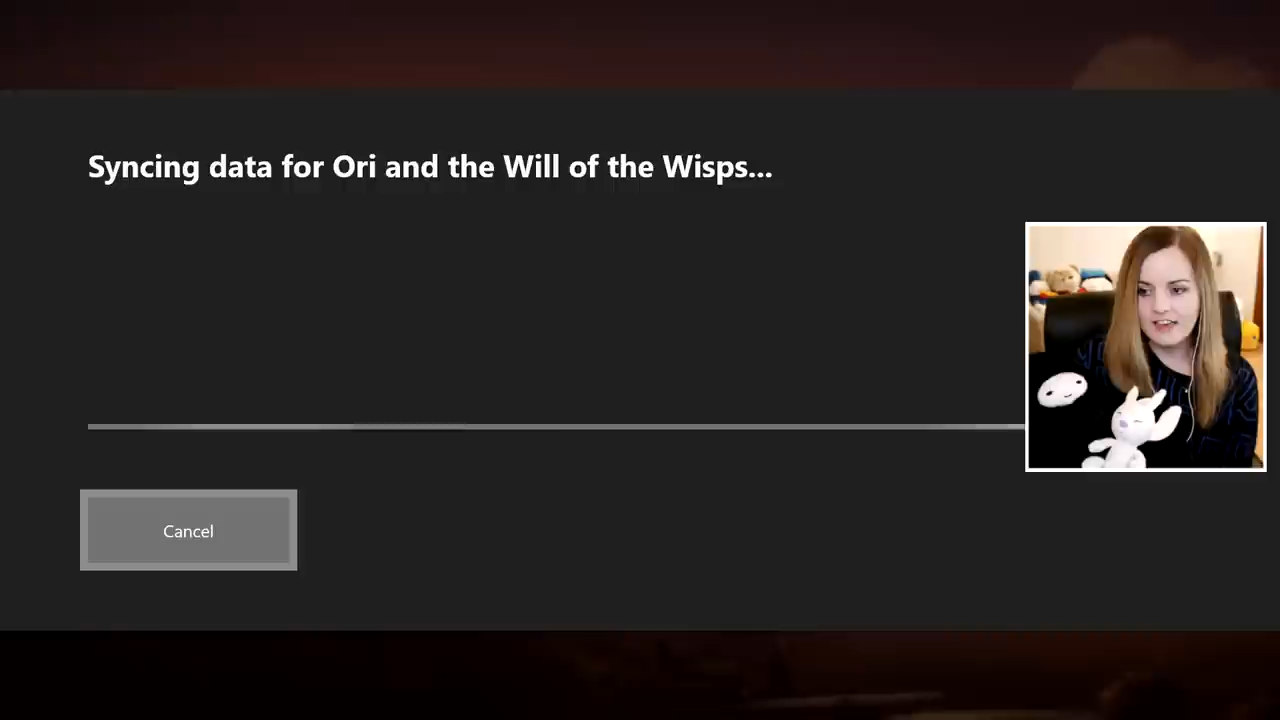 Syncing data for Ori and the Will of the Wisps...
Cancel